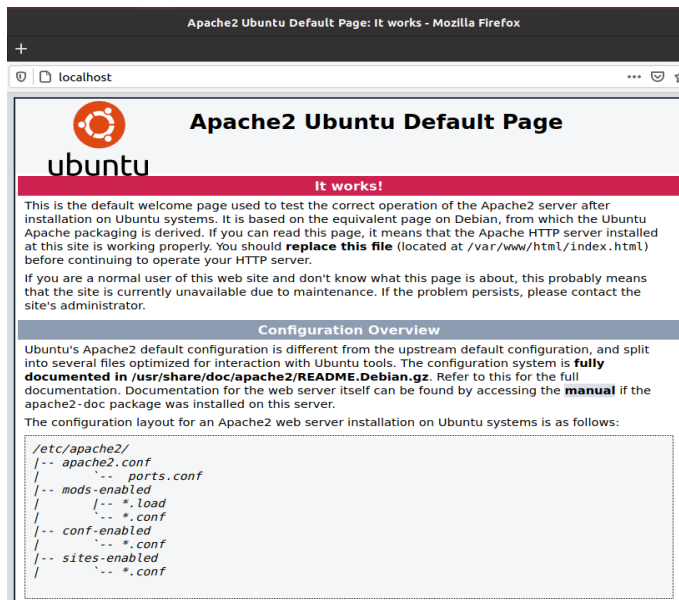 Apache2 Ubuntu Default Page: It works - Mozilla Firefox
+
localhost
Apache2 Ubuntu Default Page
ubuntu
It works!
This is the default welcome page used to test the correct operation of the Apache2 server after
installation on Ubuntu systems. It is based on the equivalent page on Debian, from which the Ubuntu
Apache packaging is derived. If you can read this page, it means that the Apache HTTP server installed
at this site is working properly. You should replace this file (located at /var/www/html/index.html)
before continuing to operate your HTTP server.
If you are a normal user of this web site and don't know what this page is about, this probably means
that the site is currently unavailable due to maintenance. If the problem persists, please contact the
site's administrator.
Configuration Overview
Ubuntu's Apache2 default configuration is different from the upstream default configuration, and split
into several files optimized for interaction with Ubuntu tools. The configuration system is fully
documented in /usr/share/doc/apache2/README.Debian.gz. Refer to this for the full
documentation. Documentation for the web server itself can be found by accessing the manual if the
apache2-doc package was installed on this server.
The configuration layout for an Apache2 web server installation on Ubuntu systems is as follows:
/etc/apache2/
|-- apache2.conf
|       `--  ports.conf
|-- mods-enabled
|       |-- *.load
|       `-- *.conf
|-- conf-enabled
|       `-- *.conf
|-- sites-enabled
|       `-- *.conf